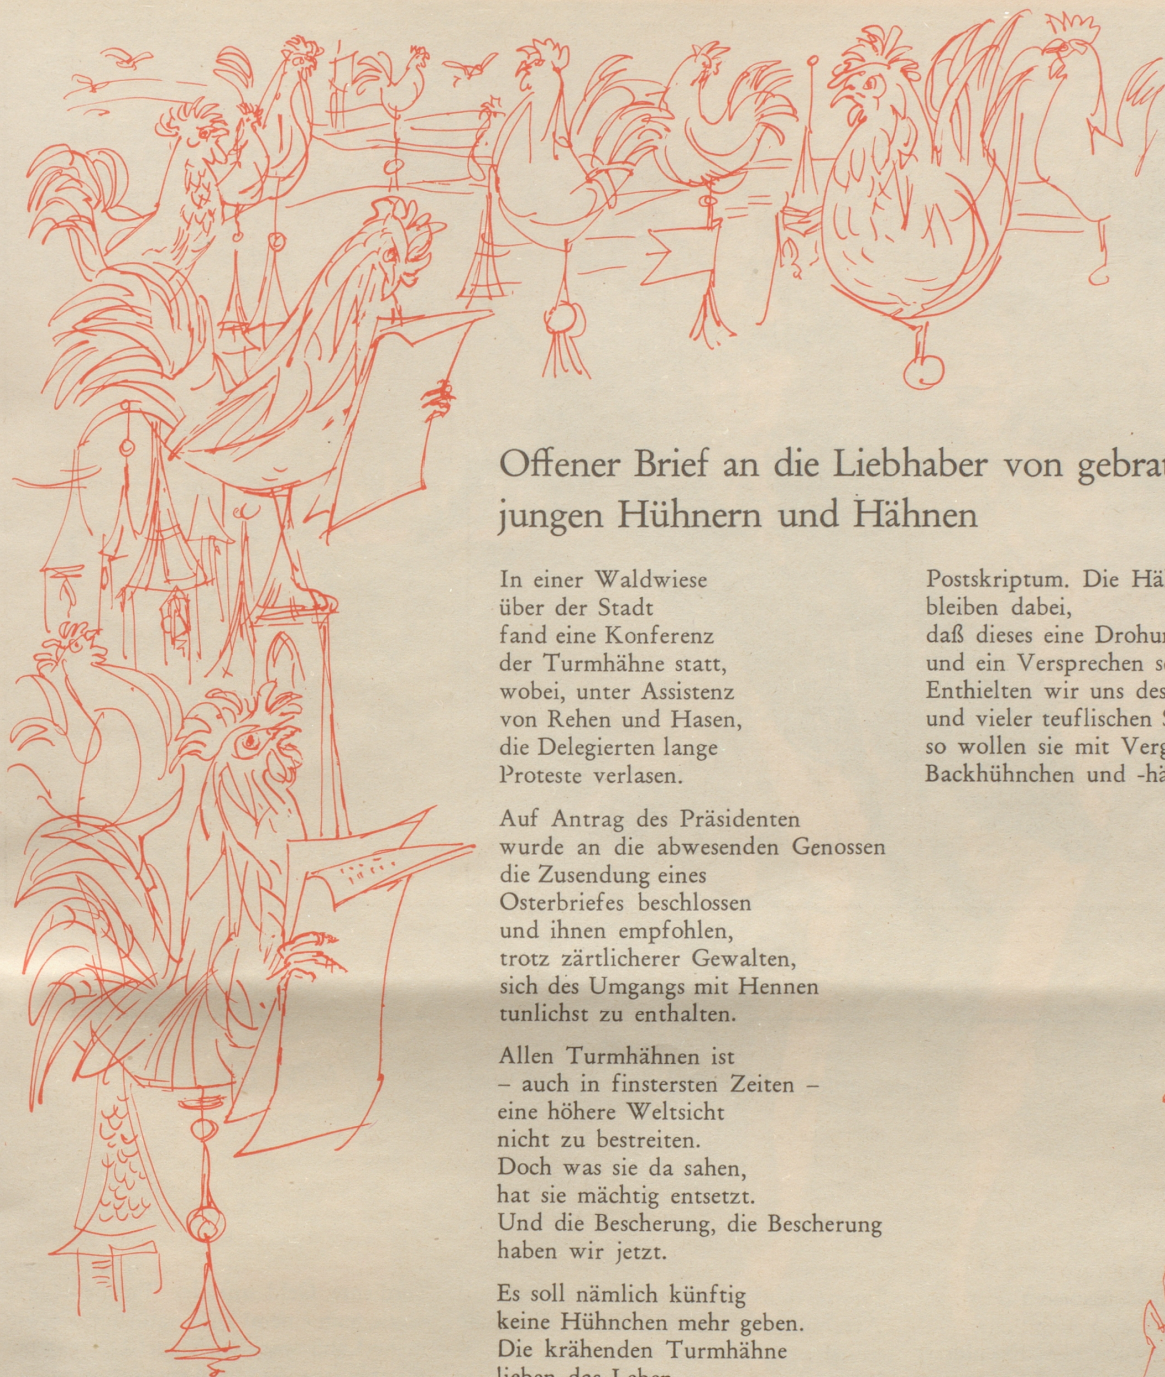 Offener Brief an die Liebhaber von
jungen Hühnern und Hähnen
In einer Waldwiese
über der Stadt
fand eine Konferenz
der Turmhähne statt,
wobei, unter Assistenz
von Rehen und Hasen,
die Delegierten lange
Proteste verlasen.
Auf Antrag des Präsidenten
wurde an die abwesenden Genossen
die Zusendung eines
Osterbriefes beschlossen
und ihnen empfohlen,
trotz zärtlicherer Gewalten,
sich des Umgangs mit Hennen
tunlichst zu enthalten.
Allen Turmhähnen ist
– auch in finstersten Zeiten –
eine höhere Weltsicht
nicht zu bestreiten.
Doch was sie da sahen,
hat sie mächtig entsetzt.
Und die Bescherung, die Bescherung
haben wir jetzt.
Es soll nämlich künftig
keine Hühnchen mehr geben.
Die krähenden Turmhähne
lieben das Leben
Postskriptum. Die
bleiben dabei,
daß dieses eine
und ein Versprechen
Enthielten wir uns
und vieler teuflischen
so wollen sie mit
Backhühnchen und